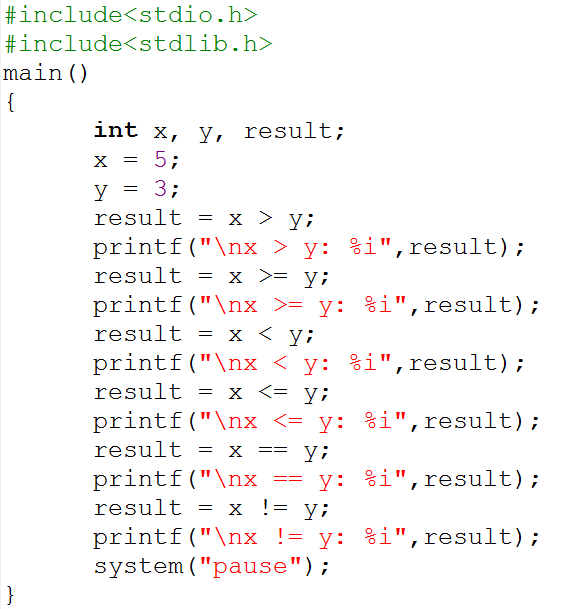 #include<stdio.h>
#include<stdlib.h>
main()
{
      int x, y, result;
      x = 5;
      y = 3;
      result = x > y;
      printf("\nx > y: %i",result);
      result = x >= y;
      printf("\nx >= y: %i",result);
      result = x < y;
      printf("\nx < y: %i",result);
      result = x <= y;
      printf("\nx <= y: %i",result);
      result = x == y;
      printf("\nx == y: %i",result);
      result = x != y;
      printf("\nx != y: %i",result);
      system("pause");
}